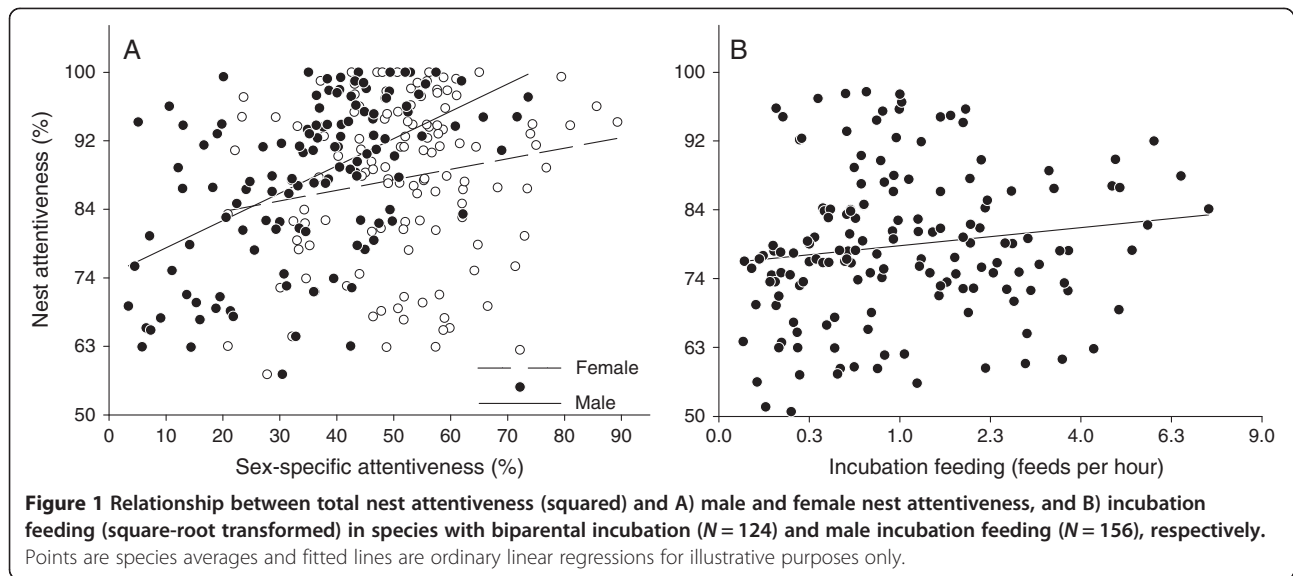 A
B
100
92
84
74
63
50
Nest attentiveness (%)
0 10 20 30 40 50 60 70 80 90
Sex-specific attentiveness (%)
Female
Male
100
92
84
74
63
50
0.0 0.3 1.0 2.3 4.0 6.3 9.0
Incubation feeding (feeds per hour)
Figure 1 Relationship between total nest attentiveness (squared) and A) male and female nest attentiveness, and B) incubation
feeding (square-root transformed) in species with biparental incubation (N = 124) and male incubation feeding (N = 156), respectively.
Points are species averages and fitted lines are ordinary linear regressions for illustrative purposes only.